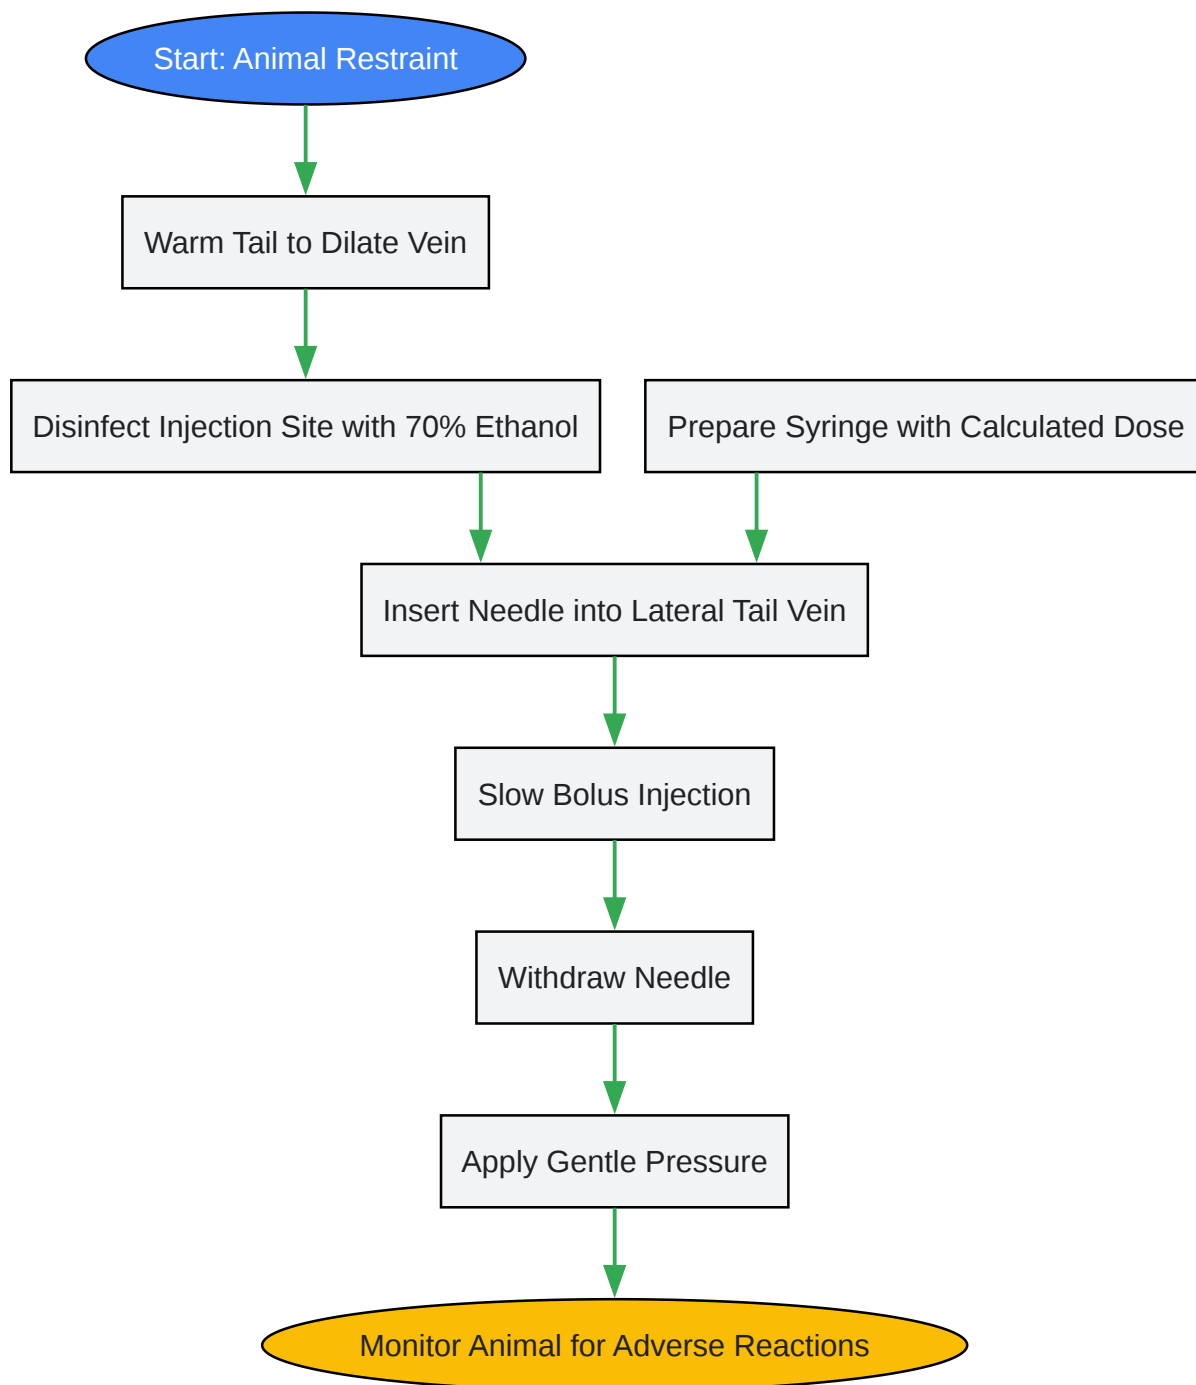 Start: Animal Restraint
Warm Tail to Dilate Vein
Disinfect Injection Site with 70% Ethanol
Prepare Syringe with Calculated Dose
Insert Needle into Lateral Tail Vein
Slow Bolus Injection
Withdraw Needle
Apply Gentle Pressure
Monitor Animal for Adverse Reactions